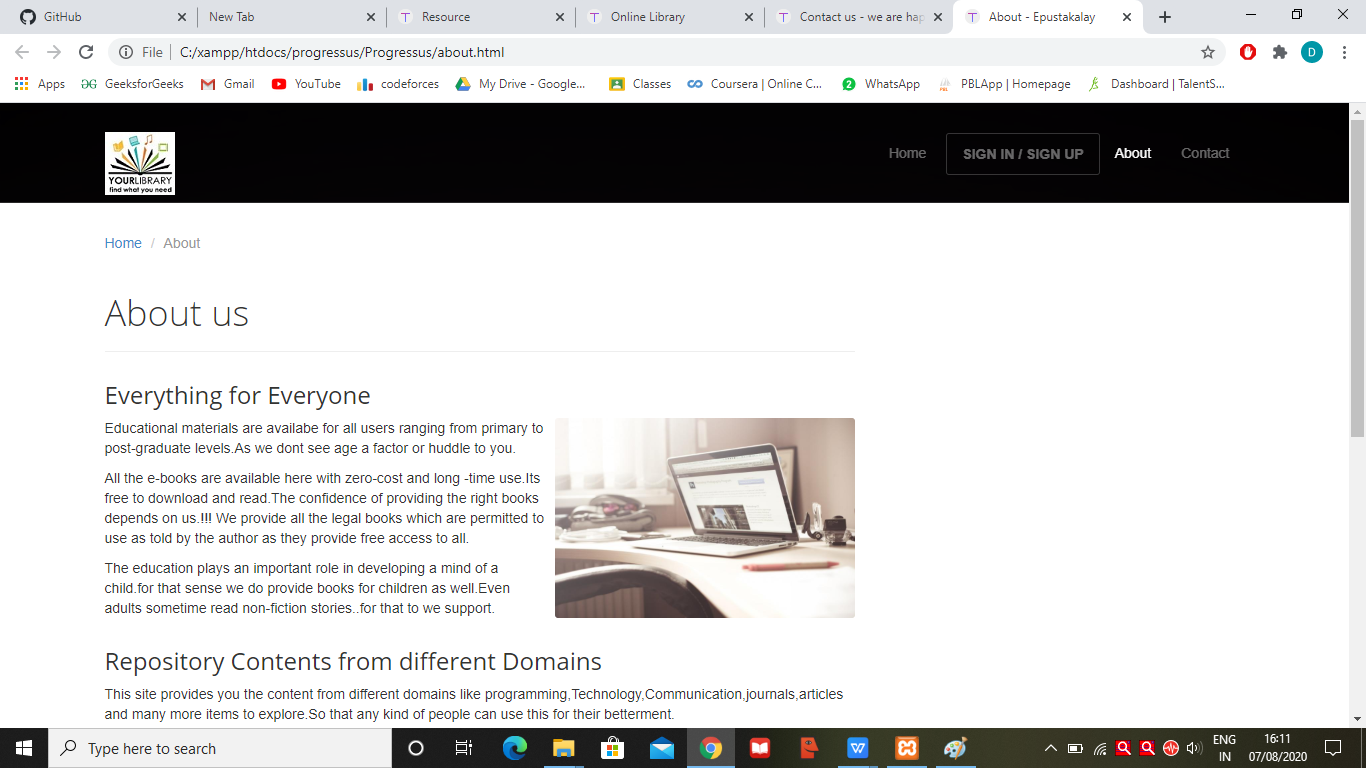 GitHub
New Tab
Resource
Online Library
Contact us - we are hap
About - Epustakalay
File
C:/xampp/htdocs/progressus/Progressus/about.html
D
Apps
GeeksforGeeks
Gmail
YouTube
codeforces
My Drive - Google...
Classes
Coursera | Online C...
WhatsApp
PBLApp | Homepage
Dashboard | TalentS...
YOURLIBRARY
find what you need
Home
SIGN IN / SIGN UP
About
Contact
Home / About
About us
Everything for Everyone
Educational materials are availabe for all users ranging from primary to
post-graduate levels.As we dont see age a factor or huddle to you.
All the e-books are available here with zero-cost and long -time use.Its
free to download and read.The confidence of providing the right books
depends on us.!!! We provide all the legal books which are permitted to
use as told by the author as they provide free access to all.
The education plays an important role in developing a mind of a
child.for that sense we do provide books for children as well.Even
adults sometime read non-fiction stories..for that to we support.
Repository Contents from different Domains
This site provides you the content from different domains like programming,Technology,Communication,journals,articles
and many more items to explore.So that any kind of people can use this for their betterment.
Type here to search
ENG
IN
16:11
07/08/2020